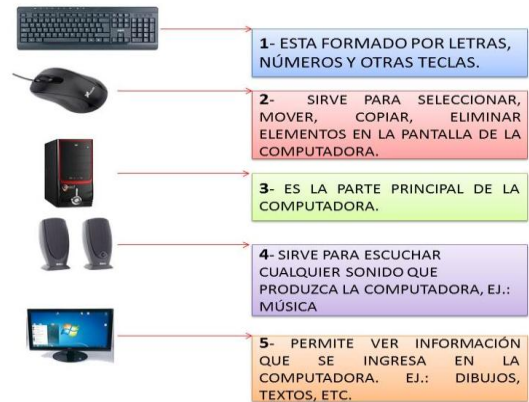 1- ESTA FORMADO POR LETRAS,
NÚMEROS Y OTRAS TECLAS.
2- SIRVE PARA SELECCIONAR,
MOVER, COPIAR, ELIMINAR
ELEMENTOS EN LA PANTALLA DE LA
COMPUTADORA.
3- ES LA PARTE PRINCIPAL DE LA
COMPUTADORA.
4- SIRVE PARA ESCUCHAR
CUALQUIER SONIDO QUE
PRODUZCA LA COMPUTADORA, EJ.:
MÚSICA
5- PERMITE VER INFORMACIÓN
QUE SE INGRESA EN LA
COMPUTADORA. EJ.: DIBUJOS,
TEXTOS, ETC.